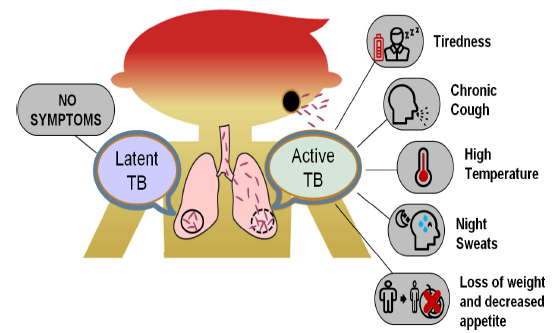 NO
SYMPTOMS
Latent
TB
Active
TB
zzz
Tiredness
Chronic
Cough
High
Temperature
Night
Sweats
Loss of weight
and decreased
appetite